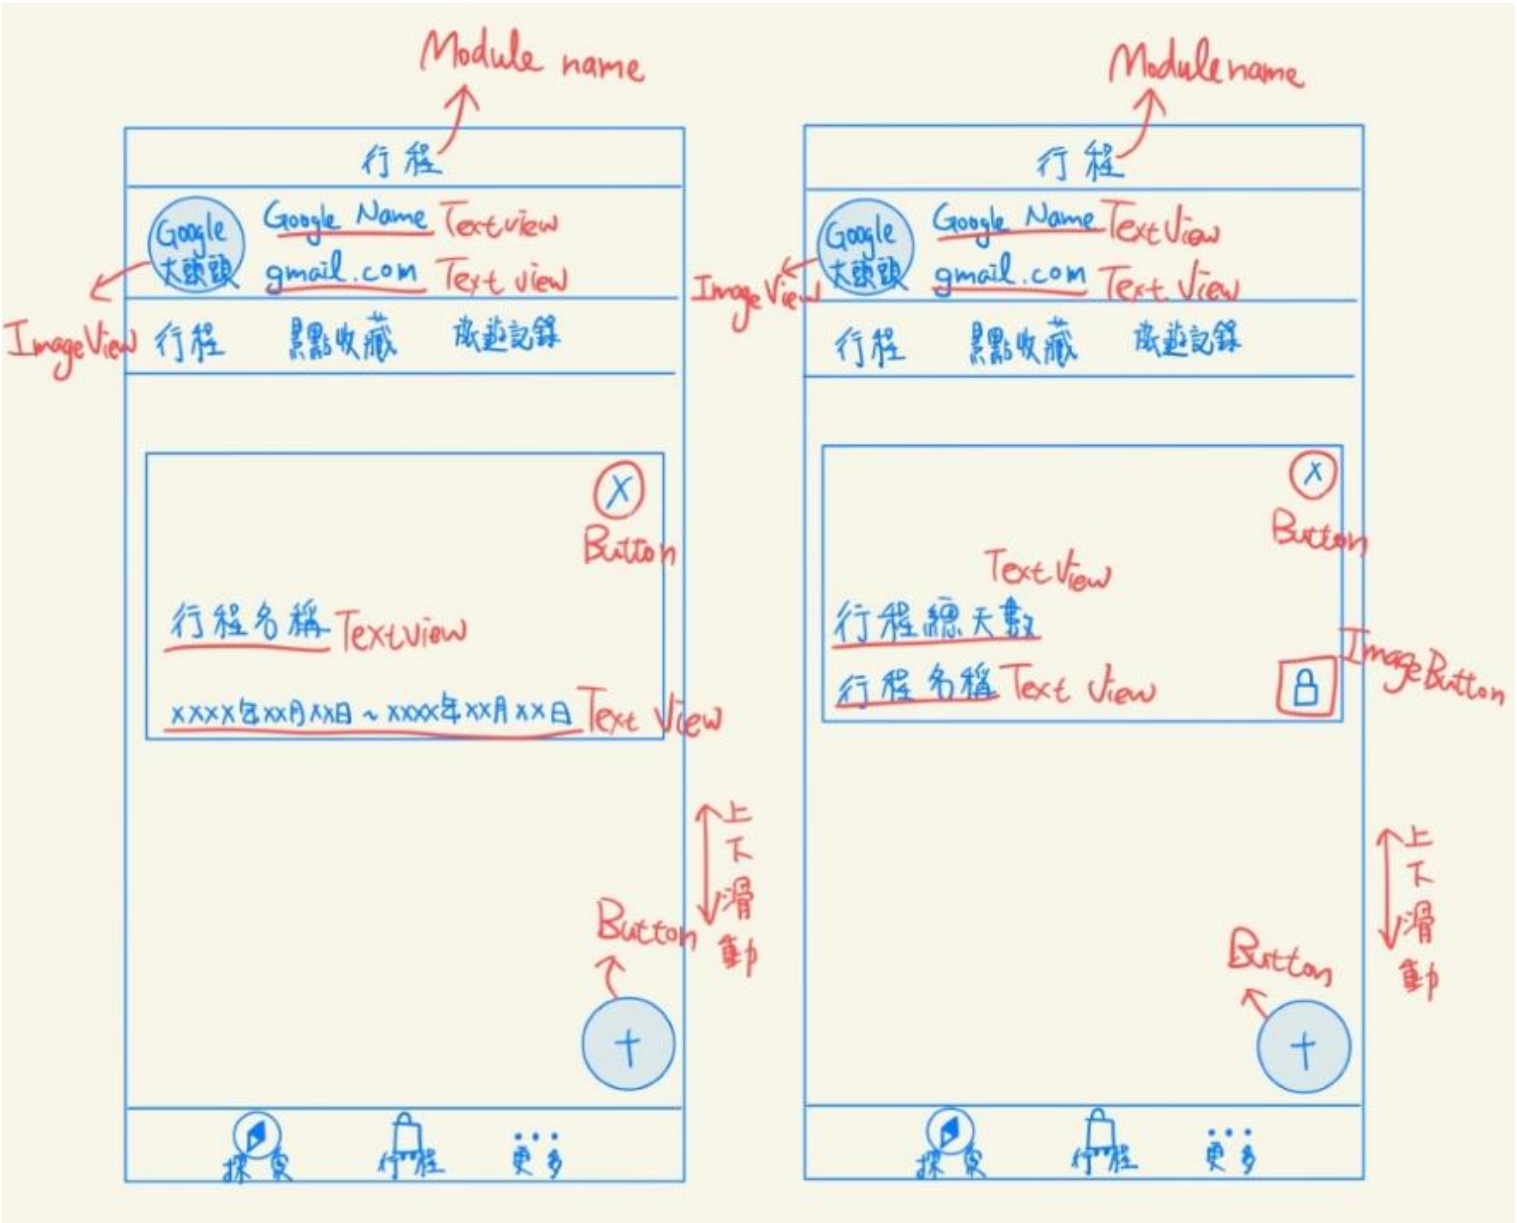 Module name
行程
Google
大頭頭
Google Name Textview
gmail.com Text view
ImageView
行程 景點收藏 旅遊記錄
X
Button
行程名稱 Textview
xxxx年xx月xx日 ~ xxxx年xx月xx日 Text View
上下滑動
Button
+
探索 行程 更多
Module name
行程
Google
大頭頭
Google Name Text View
gmail.com Text View
ImageView
行程 景點收藏 旅遊記錄
X
Button
Text View
行程總天數
行程名稱 Text View
ImageButton
上下滑動
Button
+
探索 行程 更多